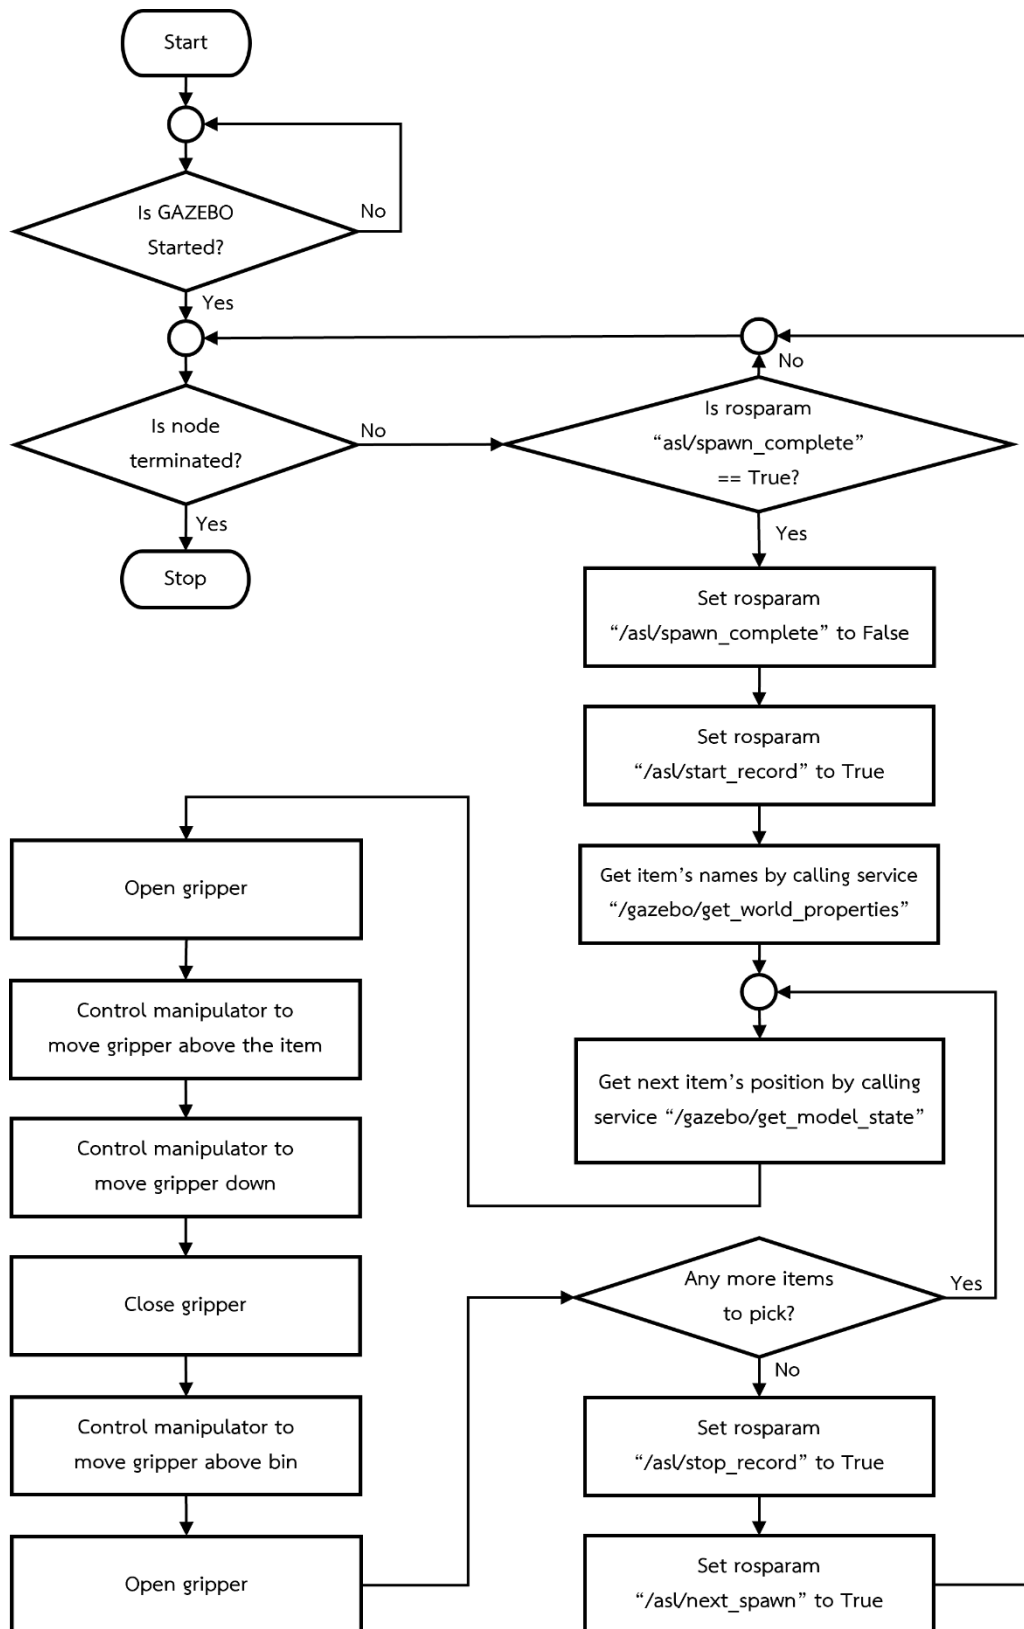 Start
Is GAZEBO
Started?
No
Yes
Is node
terminated?
No
Yes
Stop
No
Is rosparam
“asl/spawn_complete”
== True?
Yes
Set rosparam
“/asl/spawn_complete” to False
Set rosparam
“/asl/start_record” to True
Get item’s names by calling service
“/gazebo/get_world_properties”
Get next item’s position by calling
service “/gazebo/get_model_state”
Open gripper
Control manipulator to
move gripper above the item
Control manipulator to
move gripper down
Close gripper
Control manipulator to
move gripper above bin
Open gripper
Any more items
to pick?
Yes
No
Set rosparam
“/asl/stop_record” to True
Set rosparam
“/asl/next_spawn” to True